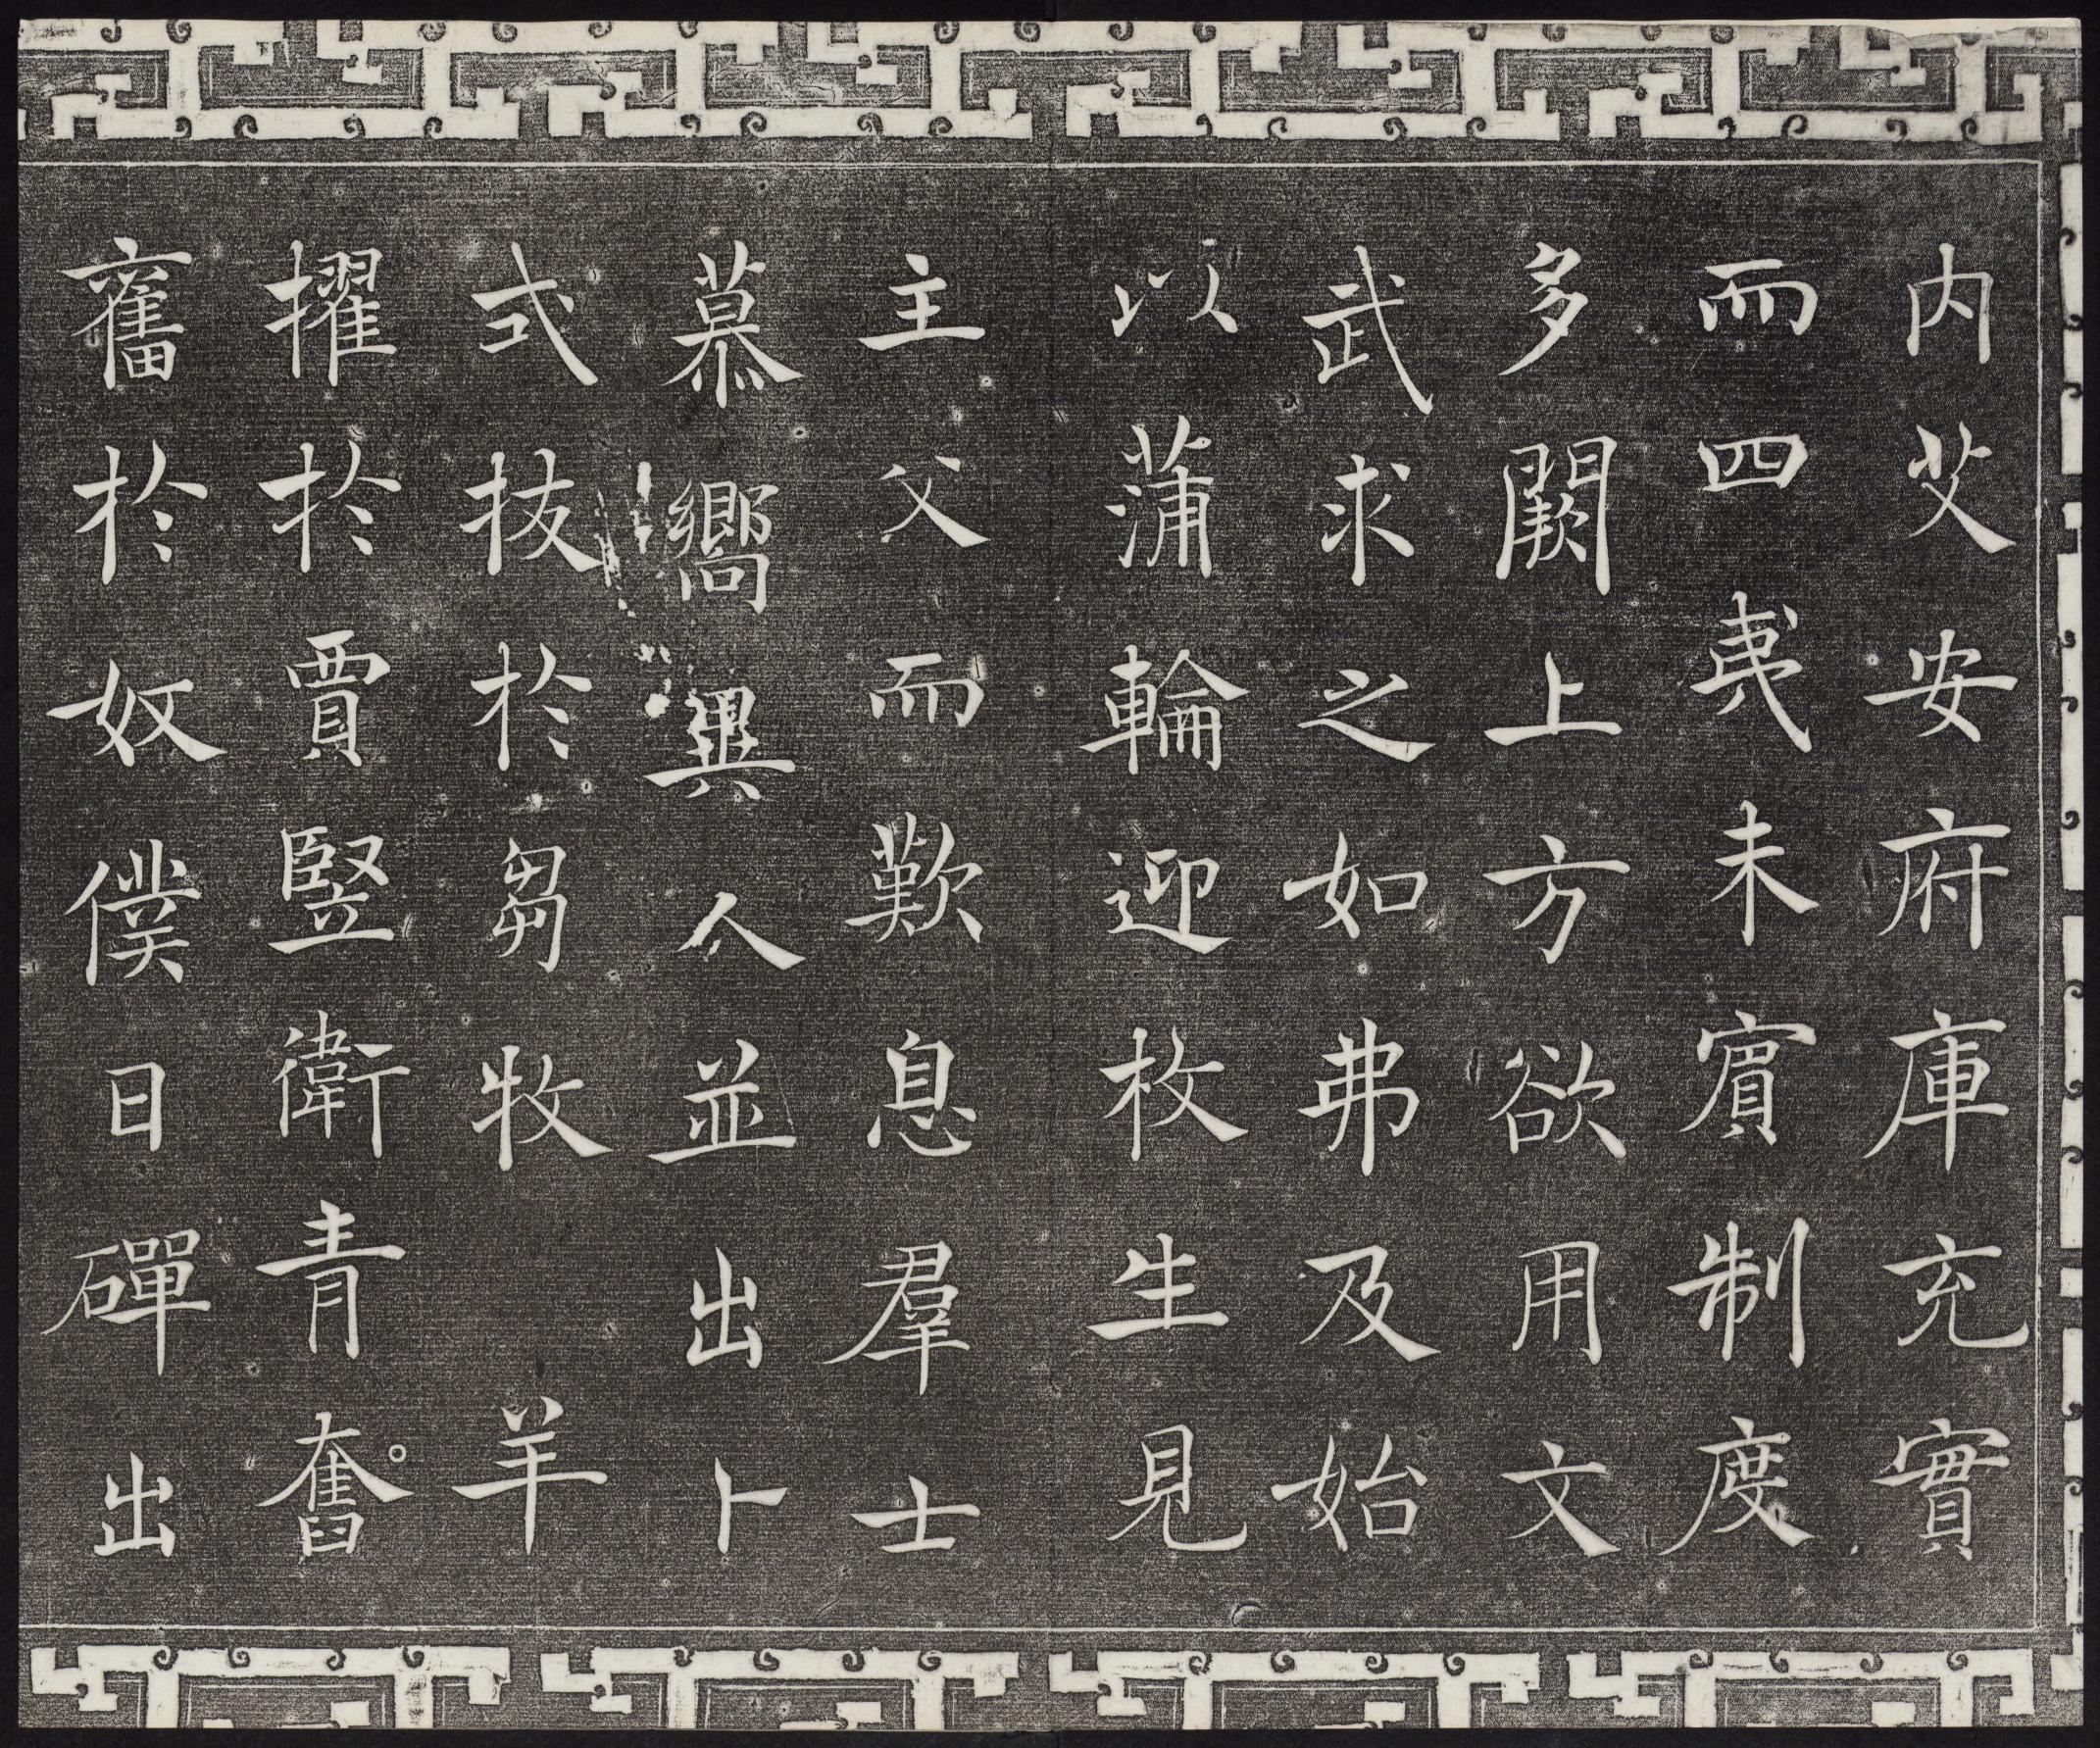 内艾安府庫充實
而四夷未賓制度
多闕上方欲用文
武求之如弗及始
以蒲輪迎枚生見
主父而歎息羣士
慕嚮異人並出卜
式拔於芻牧羊
擢於賈豎衛青奮
奮於奴僕日磾出